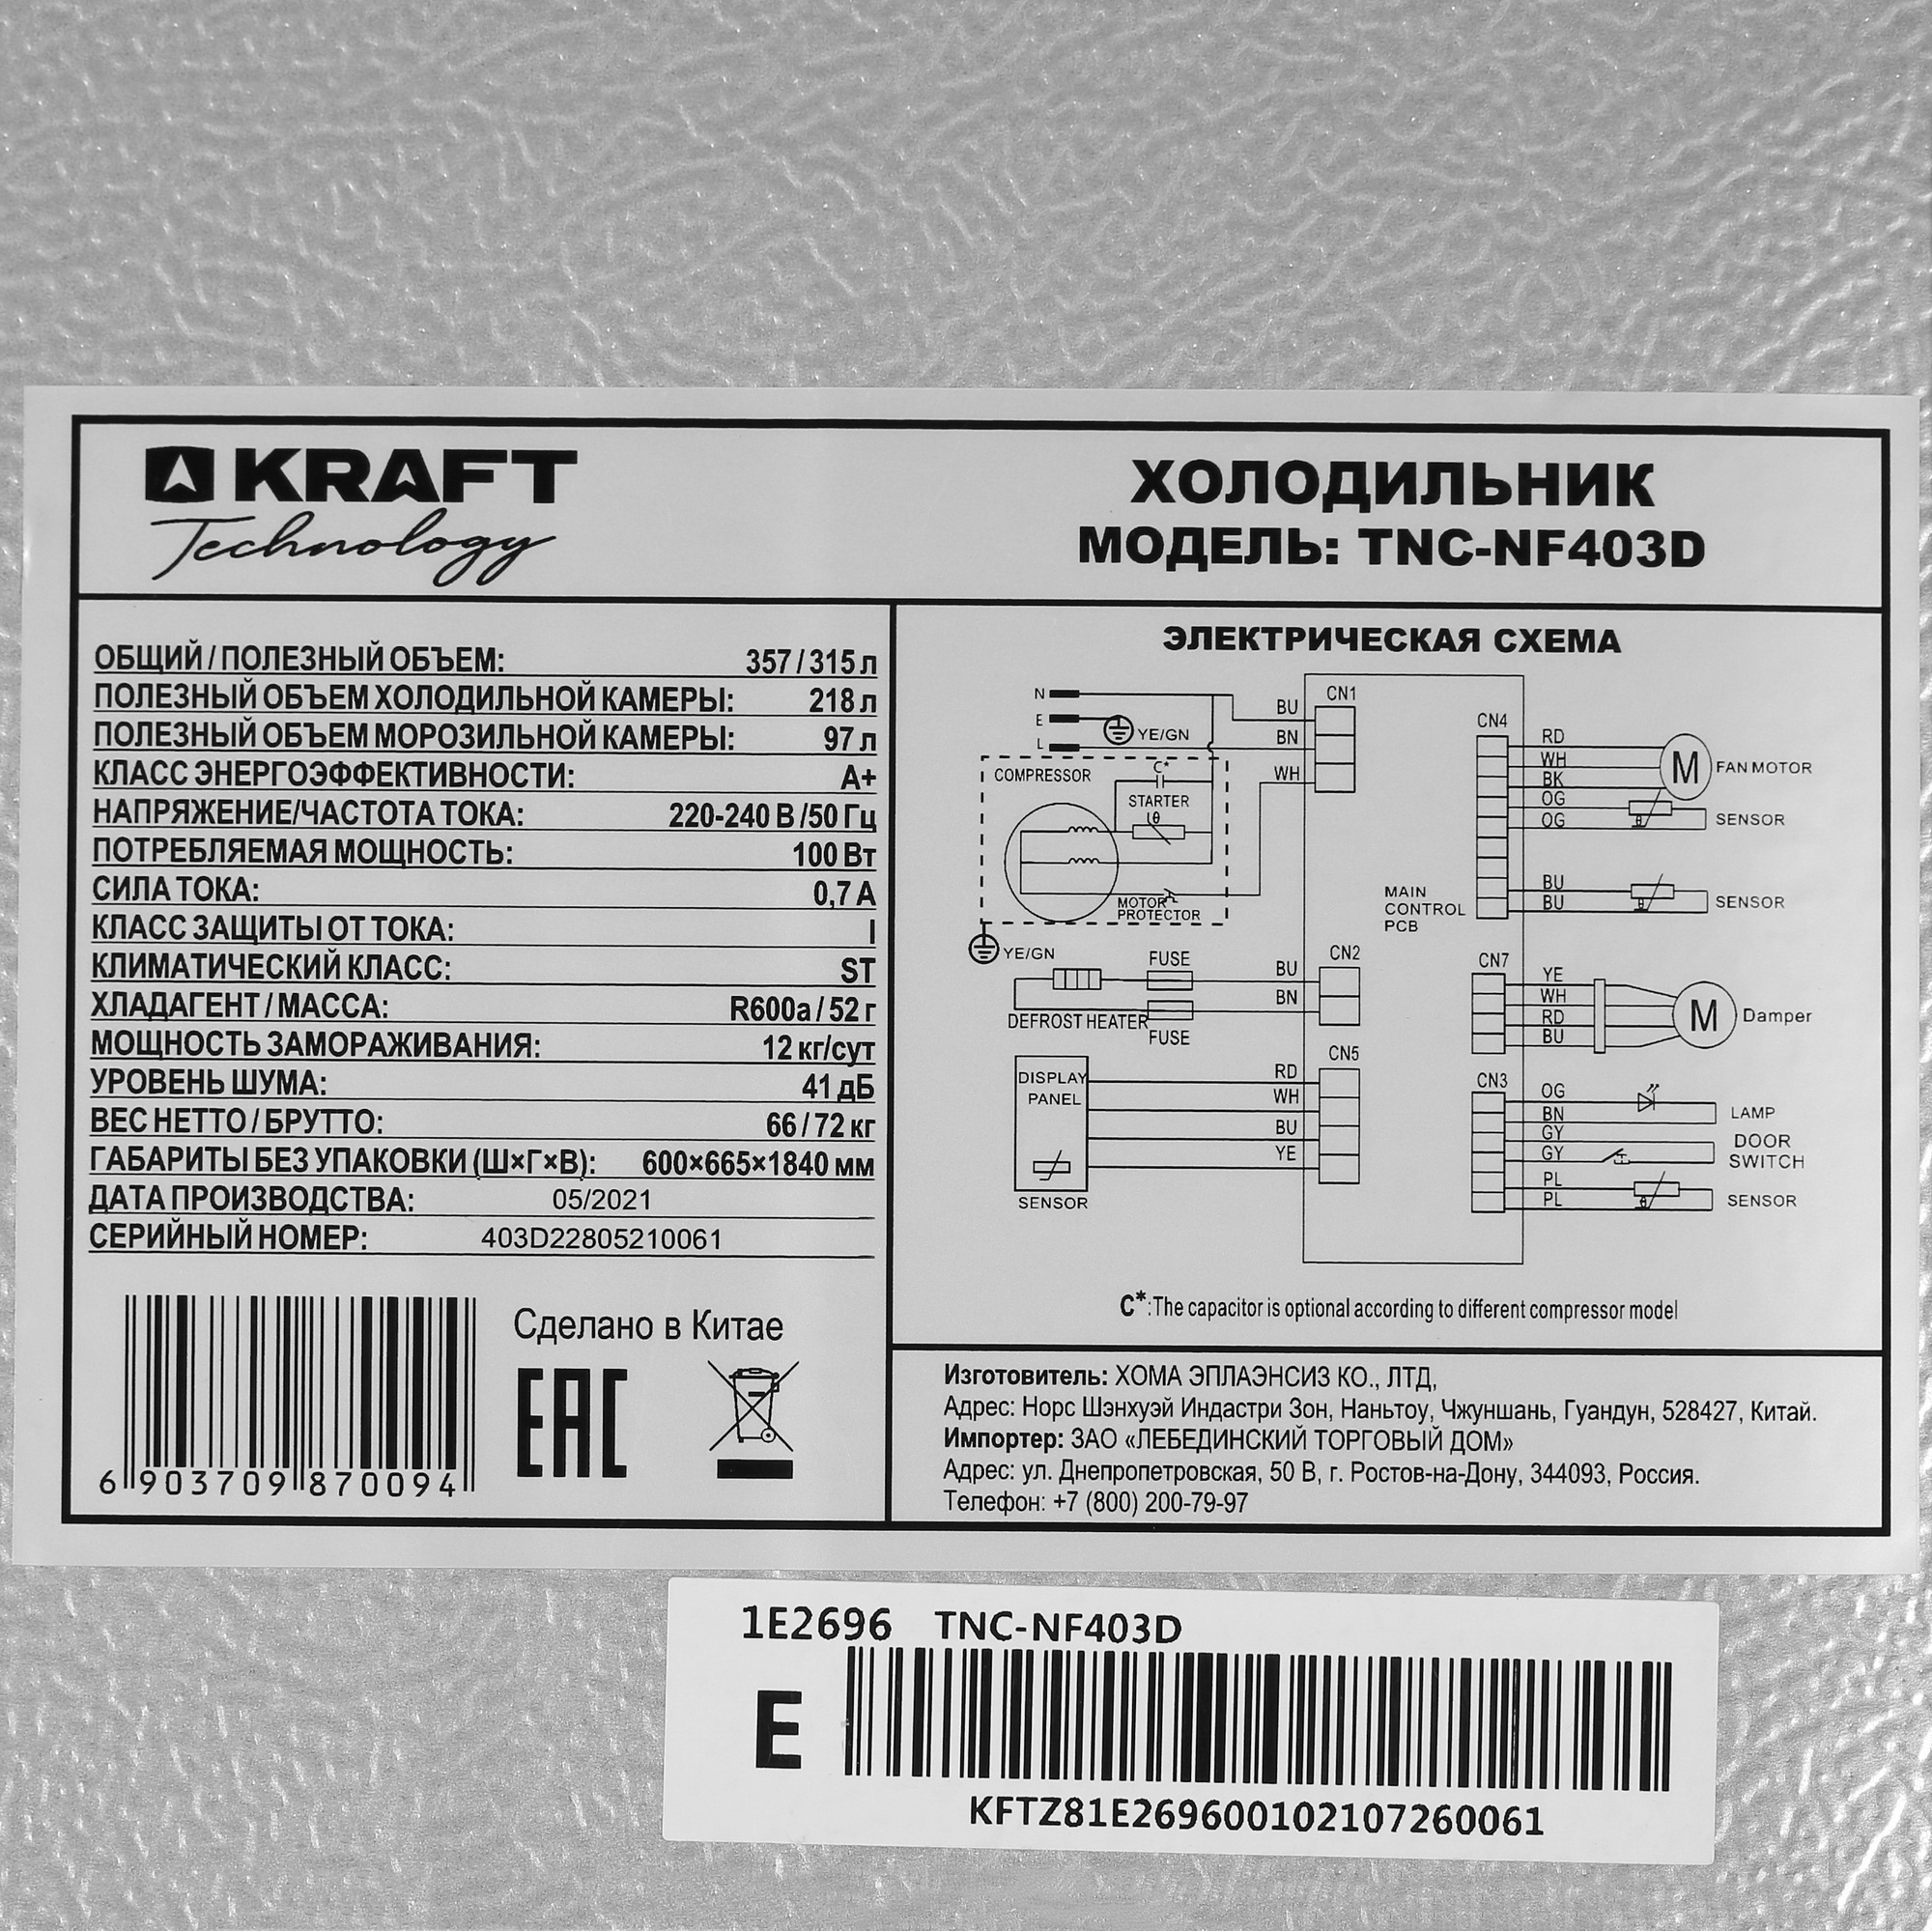 KRAFT
Technology
ХОЛОДИЛЬНИК
МОДЕЛЬ: TNC-NF403D
ОБЩИЙ / ПОЛЕЗНЫЙ ОБЪЕМ: 357 / 315 л
ПОЛЕЗНЫЙ ОБЪЕМ ХОЛОДИЛЬНОЙ КАМЕРЫ: 218 л
ПОЛЕЗНЫЙ ОБЪЕМ МОРОЗИЛЬНОЙ КАМЕРЫ: 97 л
КЛАСС ЭНЕРГОЭФФЕКТИВНОСТИ: А+
НАПРЯЖЕНИЕ/ЧАСТОТА ТОКА: 220-240 В /50 Гц
ПОТРЕБЛЯЕМАЯ МОЩНОСТЬ: 100 Вт
СИЛА ТОКА: 0,7 А
КЛАСС ЗАЩИТЫ ОТ ТОКА: I
КЛИМАТИЧЕСКИЙ КЛАСС: ST
ХЛАДАГЕНТ / МАССА: R600a / 52 г
МОЩНОСТЬ ЗАМОРАЖИВАНИЯ: 12 кг/сут
УРОВЕНЬ ШУМА: 41 дБ
ВЕС НЕТТО / БРУТТО: 66 / 72 кг
ГАБАРИТЫ БЕЗ УПАКОВКИ (Ш×Г×В): 600×665×1840 мм
ДАТА ПРОИЗВОДСТВА: 05/2021
СЕРИЙНЫЙ НОМЕР: 403D22805210061
6 903709 870094
Сделано в Китае
EAC
ЭЛЕКТРИЧЕСКАЯ СХЕМА
N
E
L
YE/GN
BU
BN
WH
CN1
COMPRESSOR
C*
STARTER
θ
MOTOR
PROTECTOR
YE/GN
FUSE
DEFROST HEATER
FUSE
BU
BN
CN2
DISPLAY
PANEL
SENSOR
RD
WH
BU
YE
CN5
MAIN
CONTROL
PCB
CN4
RD
WH
BK
OG
OG
M
FAN MOTOR
θ
SENSOR
BU
BU
θ
SENSOR
CN7
YE
WH
RD
BU
M
Damper
CN3
OG
BN
LAMP
GY
GY
DOOR
SWITCH
PL
PL
θ
SENSOR
C*:The capacitor is optional according to different compressor model
Изготовитель: ХОМА ЭПЛАЭНСИЗ КО., ЛТД,
Адрес: Норс Шэнхуэй Индастри Зон, Наньтоу, Чжуншань, Гуандун, 528427, Китай.
Импортер: ЗАО «ЛЕБЕДИНСКИЙ ТОРГОВЫЙ ДОМ»
Адрес: ул. Днепропетровская, 50 В, г. Ростов-на-Дону, 344093, Россия.
Телефон: +7 (800) 200-79-97
1E2696 TNC-NF403D
E
KFTZ81E269600102107260061